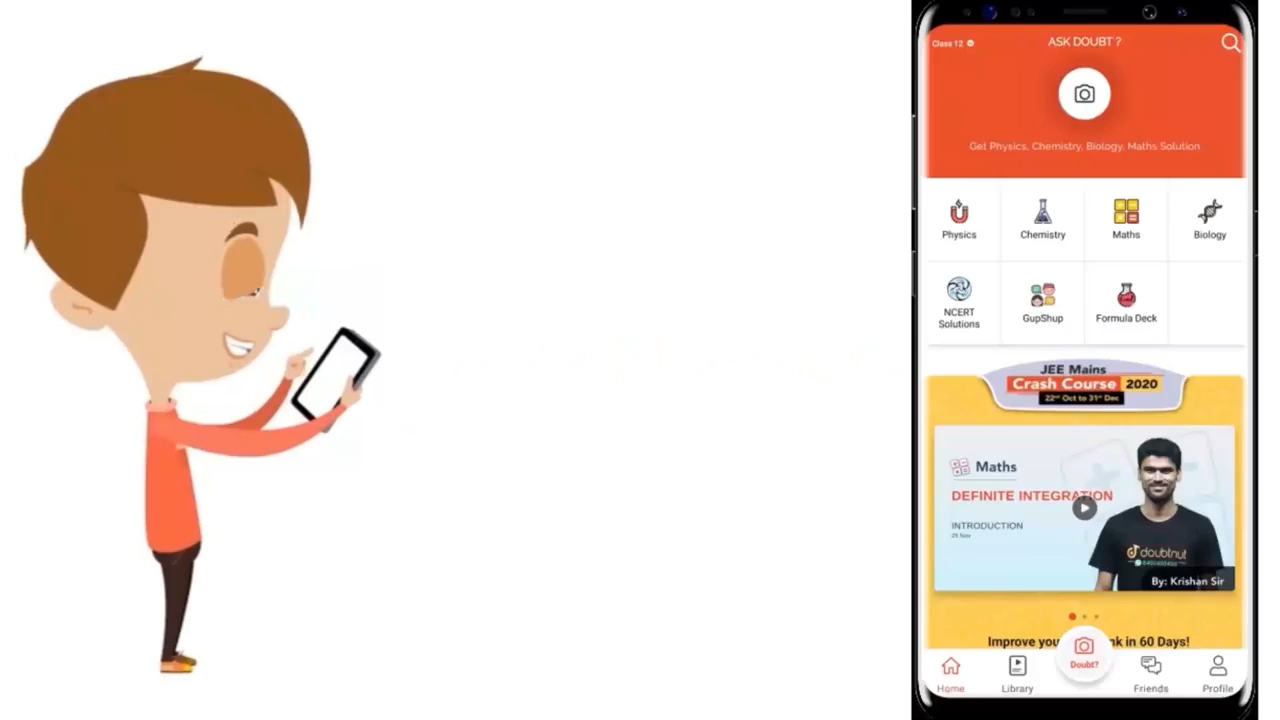 Class 12
ASK DOUBT ?
Get Physics, Chemistry, Biology, Maths Solution
Physics
Chemistry
Maths
Biology
NCERT
Solutions
GupShup
Formula Deck
JEE Mains
Crash Course 2020
22nd Oct to 31st Dec
Maths
DEFINITE INTEGRATION
INTRODUCTION
doubtnut
By: Krishan Sir
Improve you nk in 60 Days!
Doubt?
Home
Library
Friends
Profile